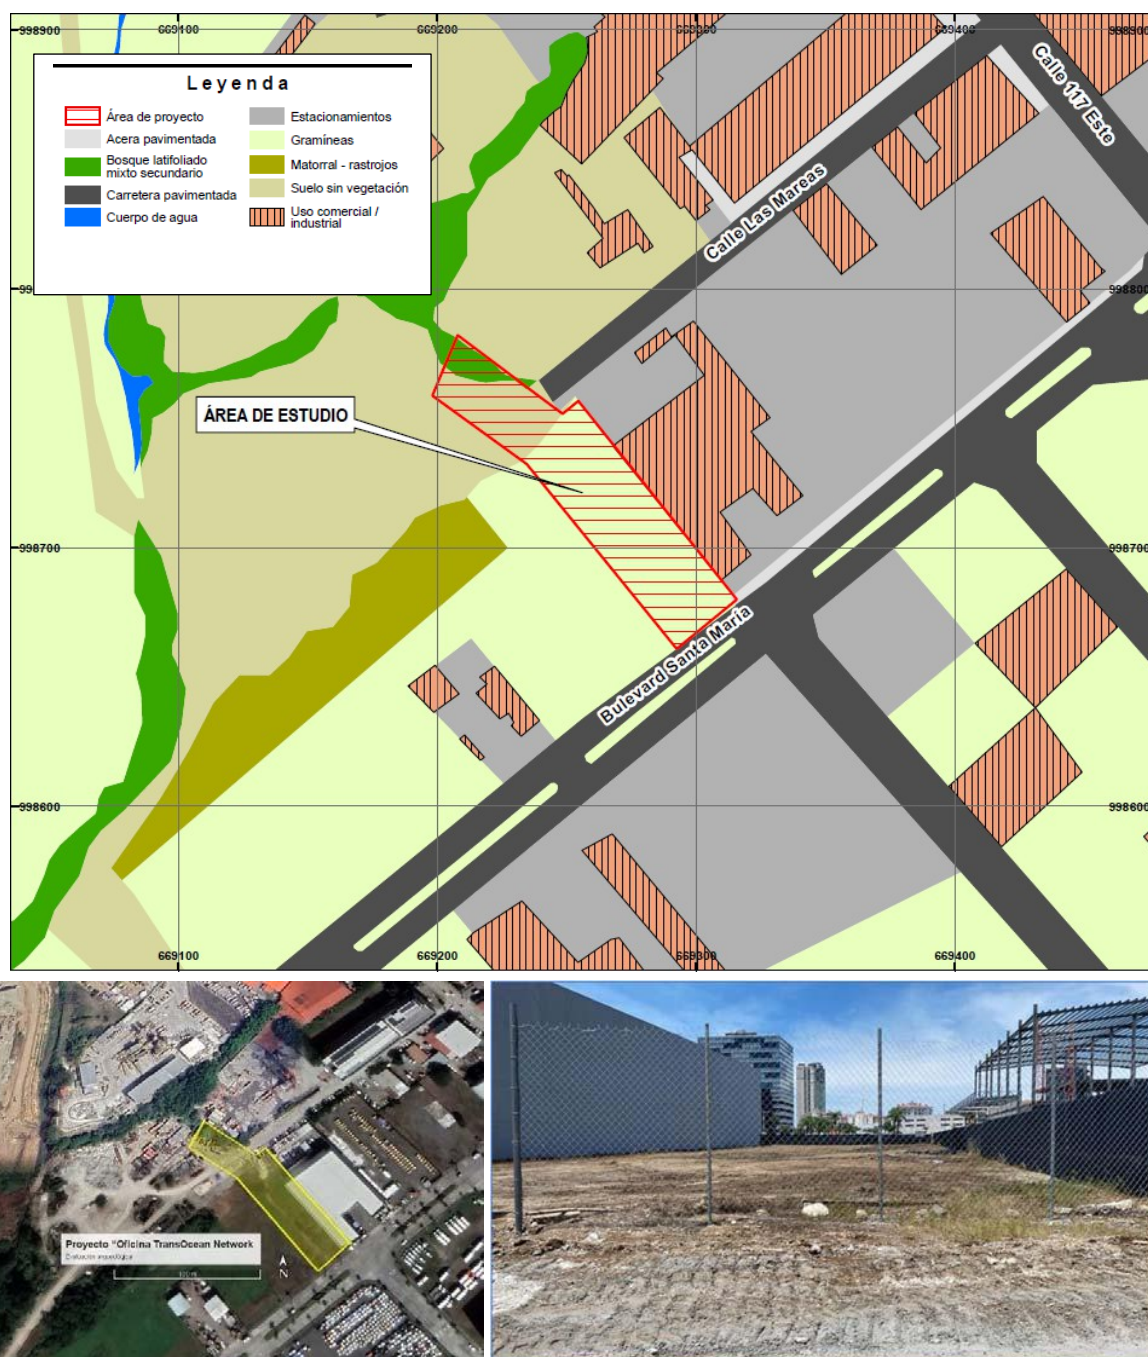 998900
669100
669200
669300
669400
998900
Leyenda
Área de proyecto
Acera pavimentada
Bosque latifoliado
mixto secundario
Carretera pavimentada
Cuerpo de agua
Estacionamientos
Gramíneas
Matorral - rastrojos
Suelo sin vegetación
Uso comercial /
industrial
Calle 117 Este
Calle Las Mareas
998800
ÁREA DE ESTUDIO
998700
998700
Bulevard Santa María
998600
998600
669100
669200
669300
669400
Proyecto "Oficina TransOcean Network
N